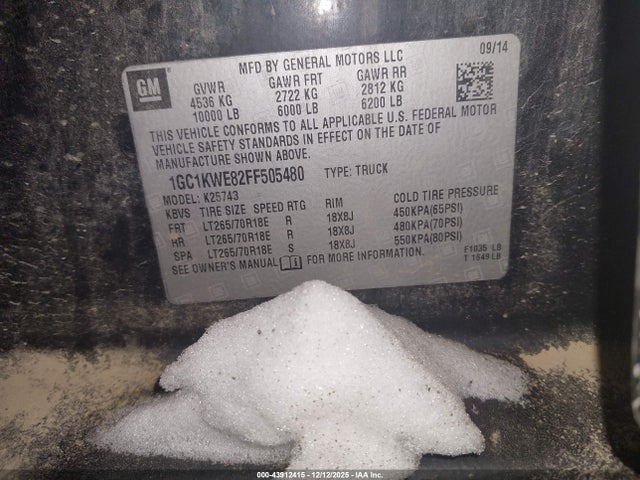 MFD BY GENERAL MOTORS LLC 09/14
GM GVWR GAWR FRT GAWR RR
4536 KG 2722 KG 2812 KG
10000 LB 6000 LB 6200 LB
THIS VEHICLE CONFORMS TO ALL APPLICABLE U.S. FEDERAL MOTOR
VEHICLE SAFETY STANDARDS IN EFFECT ON THE DATE OF
MANUFACTURE SHOWN ABOVE.
1GC1KWE82FF505480 TYPE: TRUCK
MODEL: K25743
KBVS TIRE SIZE SPEED RTG RIM COLD TIRE PRESSURE
FRT LT265/70R18E R 18X8J 450KPA(65PSI)
RR LT265/70R18E R 18X8J 480KPA(70PSI)
SPA LT265/70R18E S 18X8J 550KPA(80PSI)
SEE OWNER'S MANUAL FOR MORE INFORMATION. F1035 LB
T 1649 LB
000-43912415 - 12/12/2025 - IAA Inc.